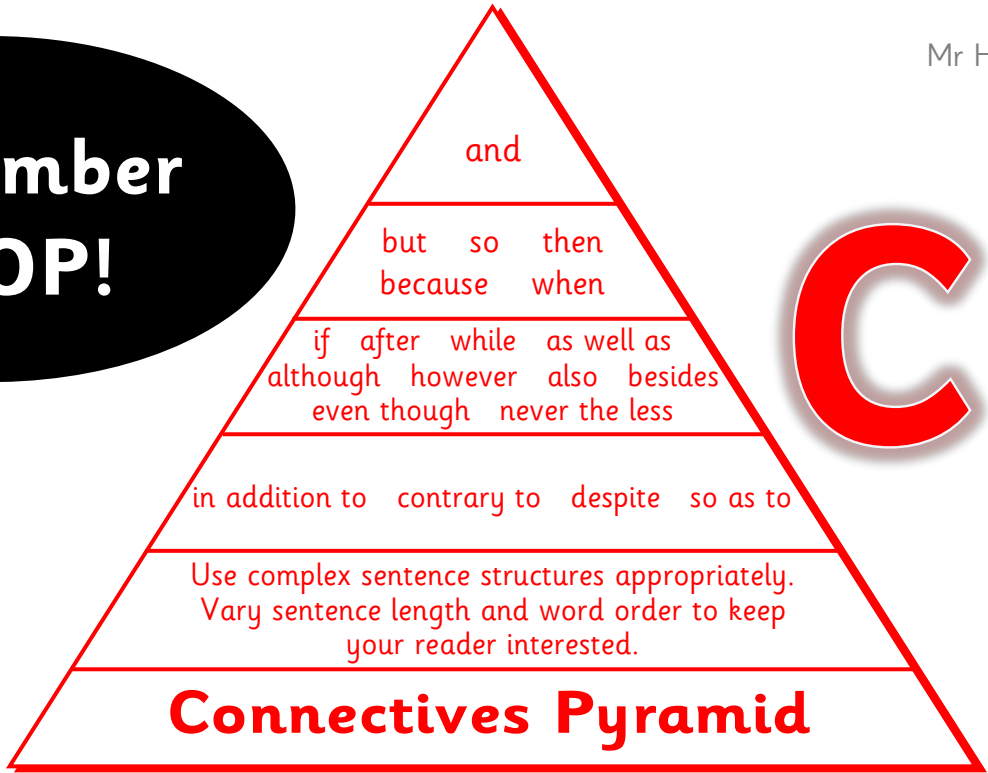 Mr H
mber
OP!
and
but so then
because when
C
if after while as well as
although however also besides
even though never the less
in addition to contrary to despite so as to
Use complex sentence structures appropriately.
Vary sentence length and word order to keep
your reader interested.
Connectives Pyramid